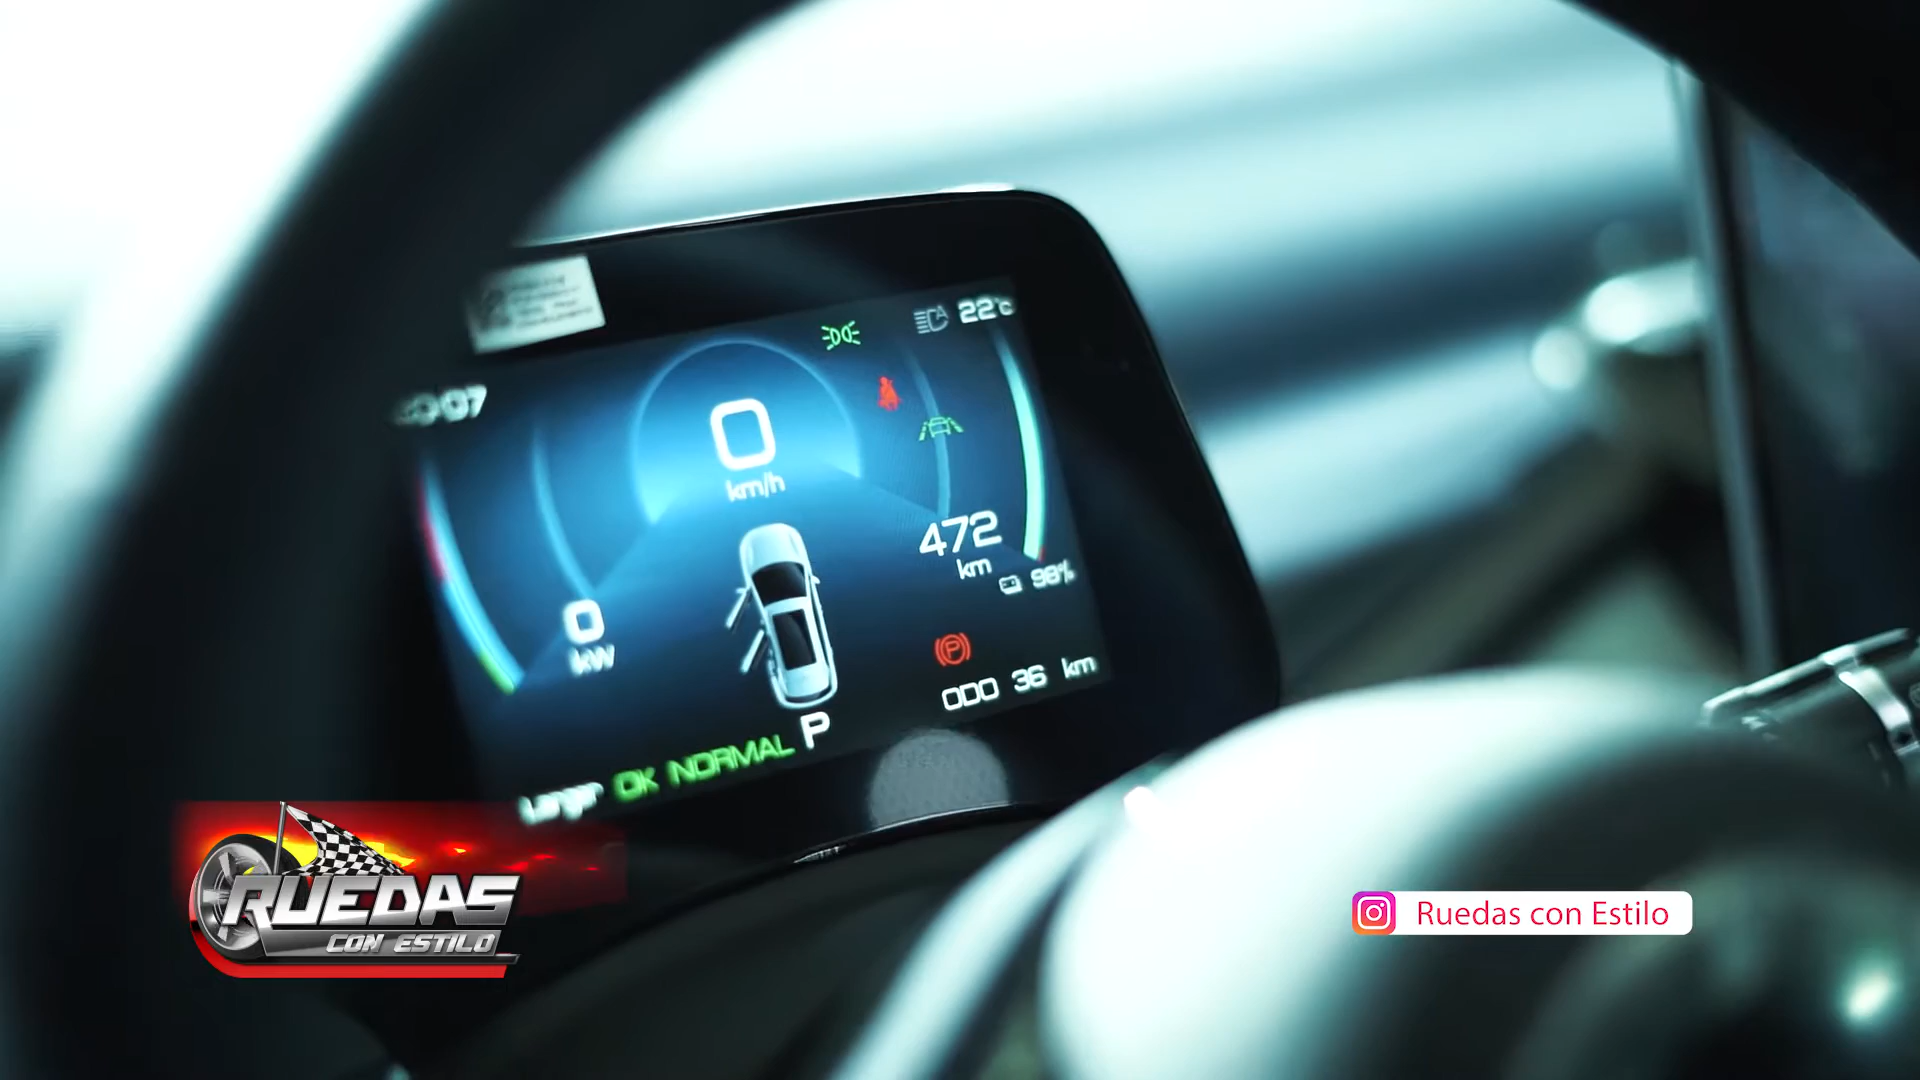 22°C
0
km/h
472
km
98%
0
kW
P
ODO 36 km
P
OK NORMAL
RUEDAS
CON ESTILO
Ruedas con Estilo